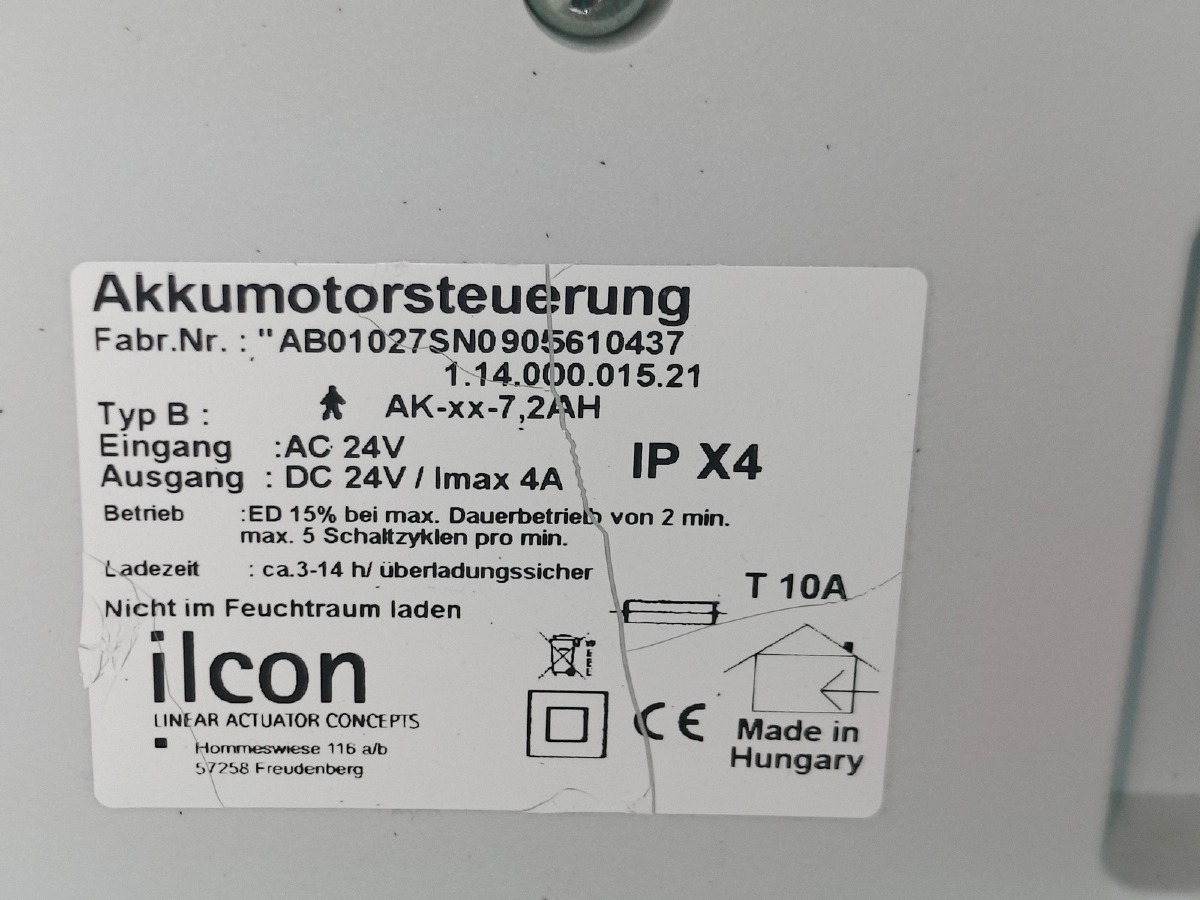 Akkumotorsteuerung
Fabr.Nr. : "AB01027SN0905610437
1.14.000.015.21
Typ B : AK-xx-7,2AH
Eingang :AC 24V
IP X4
Ausgang : DC 24V / Imax 4A
Betrieb :ED 15% bei max. Dauerbetrieb von 2 min.
max. 5 Schaltzyklen pro min.
Ladezeit : ca.3-14 h/ überladungssicher
T 10A
Nicht im Feuchtraum laden
ilcon
LINEAR ACTUATOR CONCEPTS
Hommeswiese 116 a/b
57258 Freudenberg
CE
Made in
Hungary